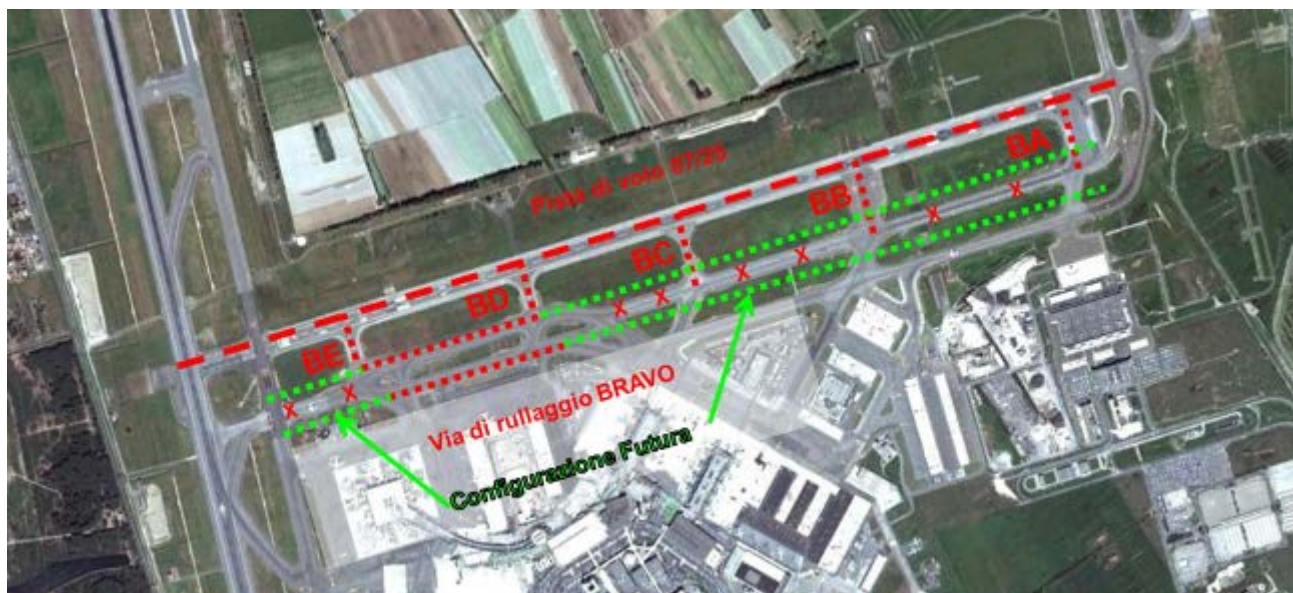 Pista di volo 07/25
BA
BB
BC
BD
BE
X
X
X
X
X
X
X
X
Via di rullaggio BRAVO
Configurazione Futura